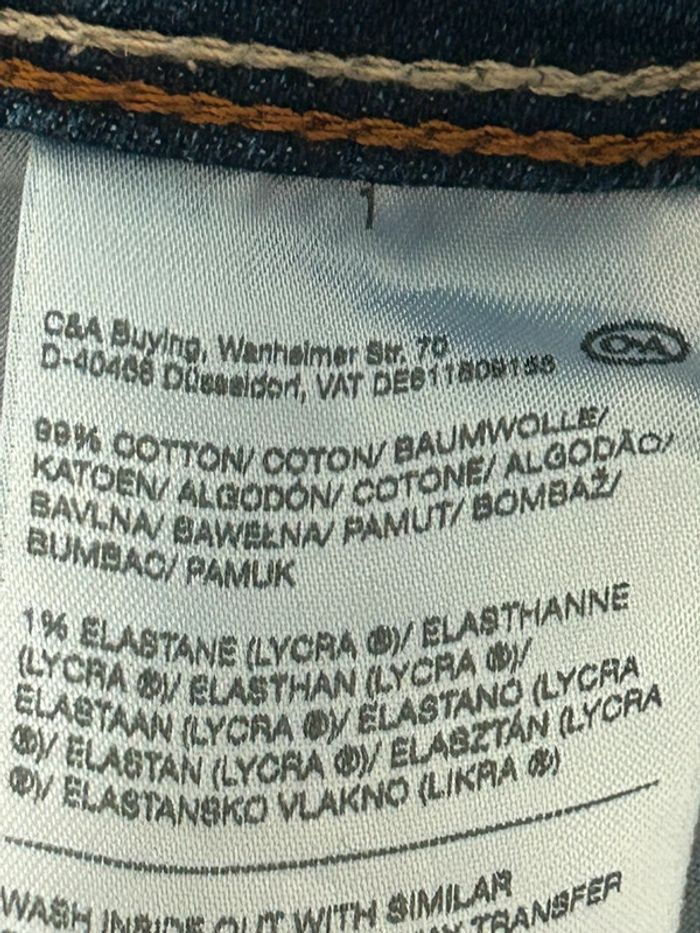 1
C&A Buying, Wanheimer Str. 70,
C&A
D-40468 Düsseldorf, VAT DE811809158
99% COTTON/ COTON/ BAUMWOLLE/
KATOEN/ ALGODÓN/ COTONE/ ALGODÃO/
BAVLNA/ BAWEŁNA/ PAMUT/ BOMBAŽ/
BUMBAC/ PAMUK
1% ELASTANE (LYCRA ®)/ ELASTHANNE
(LYCRA ®)/ ELASTHAN (LYCRA ®)/
ELASTAAN (LYCRA ®)/ ELASTANO (LYCRA
®)/ ELASTAN (LYCRA ®)/ ELASZTÁN (LYCRA
®)/ ELASTANSKO VLAKNO (LIKRA ®)
WASH INSIDE OUT WITH SIMILAR
TRANSFER